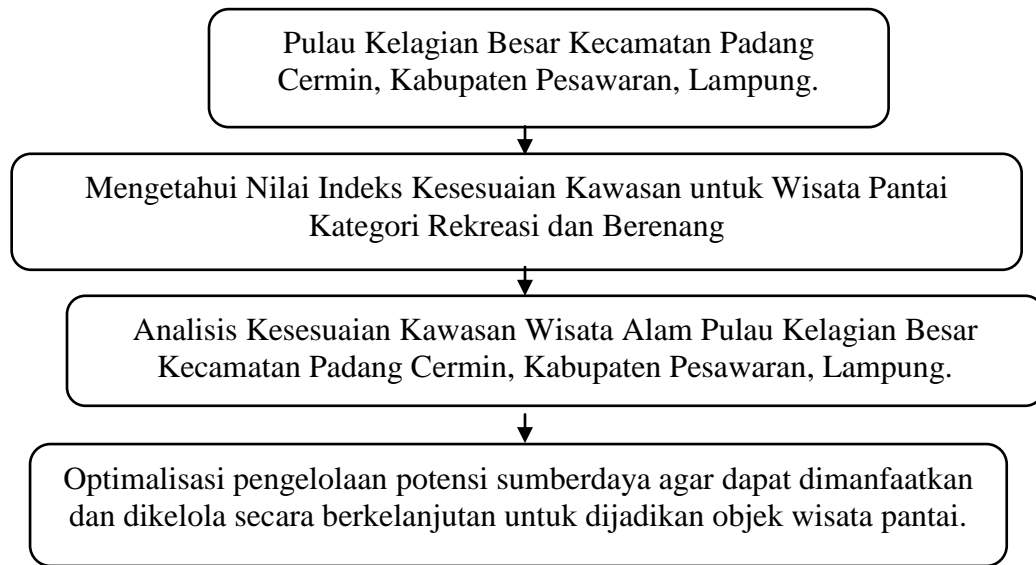 Pulau Kelagian Besar Kecamatan Padang
Cermin, Kabupaten Pesawaran, Lampung.
Mengetahui Nilai Indeks Kesesuaian Kawasan untuk Wisata Pantai
Kategori Rekreasi dan Berenang
Analisis Kesesuaian Kawasan Wisata Alam Pulau Kelagian Besar
Kecamatan Padang Cermin, Kabupaten Pesawaran, Lampung.
Optimalisasi pengelolaan potensi sumberdaya agar dapat dimanfaatkan
dan dikelola secara berkelanjutan untuk dijadikan objek wisata pantai.